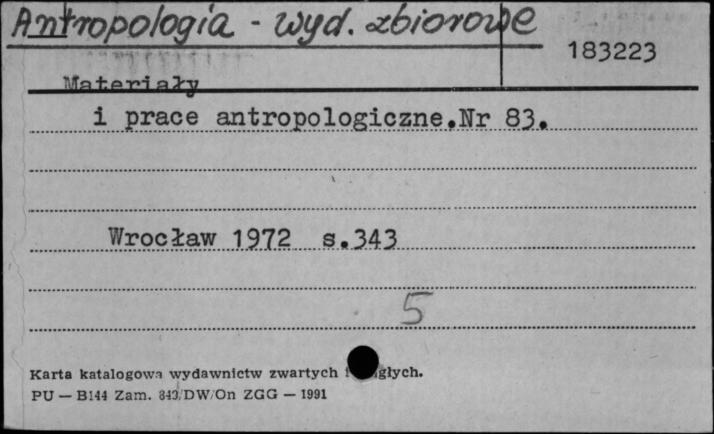 Antropologia - wyd. zbiorowe
183223
Materiały
i prace antropologiczne.Nr 83.
Wrocław 1972 s.343
5
Karta katalogowa wydawnictw zwartych i
PU — B144 Zam. 843/DW/On ZGG — 1991